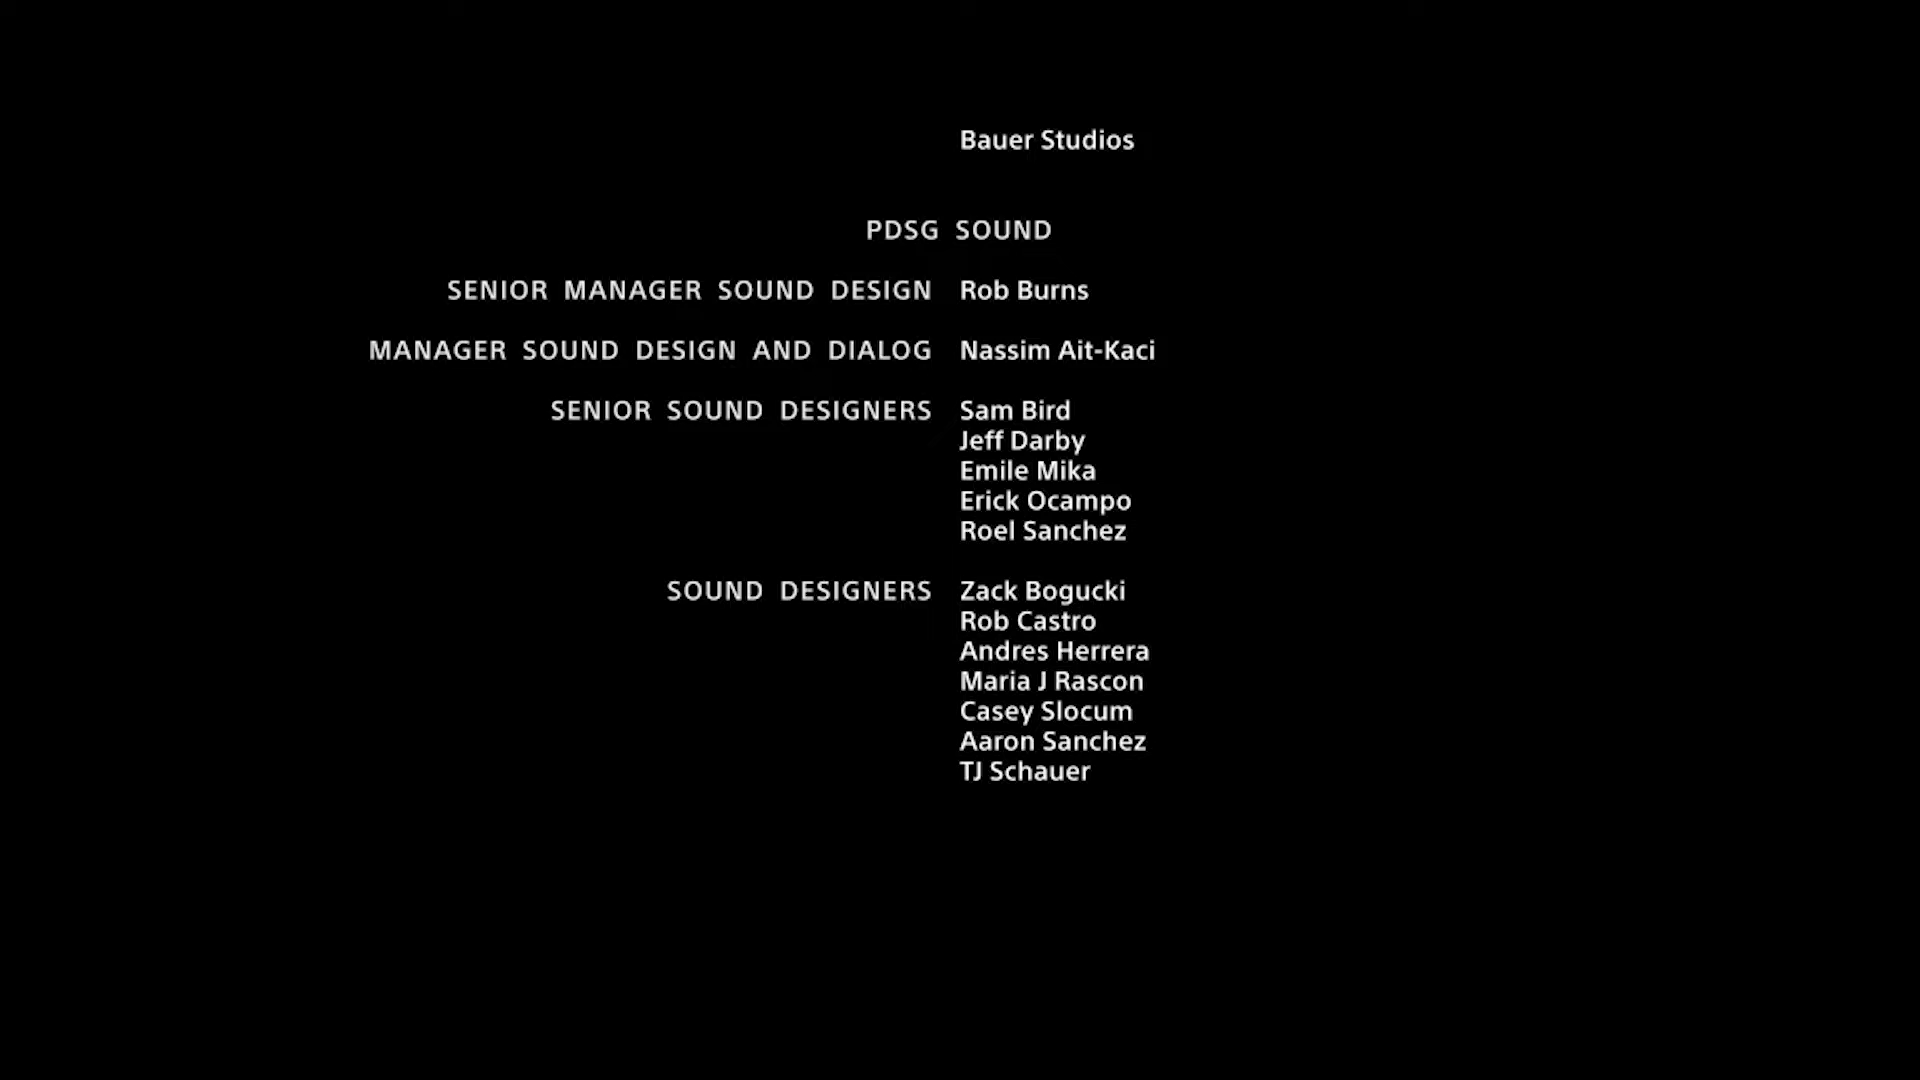 Bauer Studios
PDSG SOUND
SENIOR MANAGER SOUND DESIGN Rob Burns
MANAGER SOUND DESIGN AND DIALOG Nassim Ait-Kaci
SENIOR SOUND DESIGNERS Sam Bird
Jeff Darby
Emile Mika
Erick Ocampo
Roel Sanchez
SOUND DESIGNERS Zack Bogucki
Rob Castro
Andres Herrera
Maria J Rascon
Casey Slocum
Aaron Sanchez
TJ Schauer